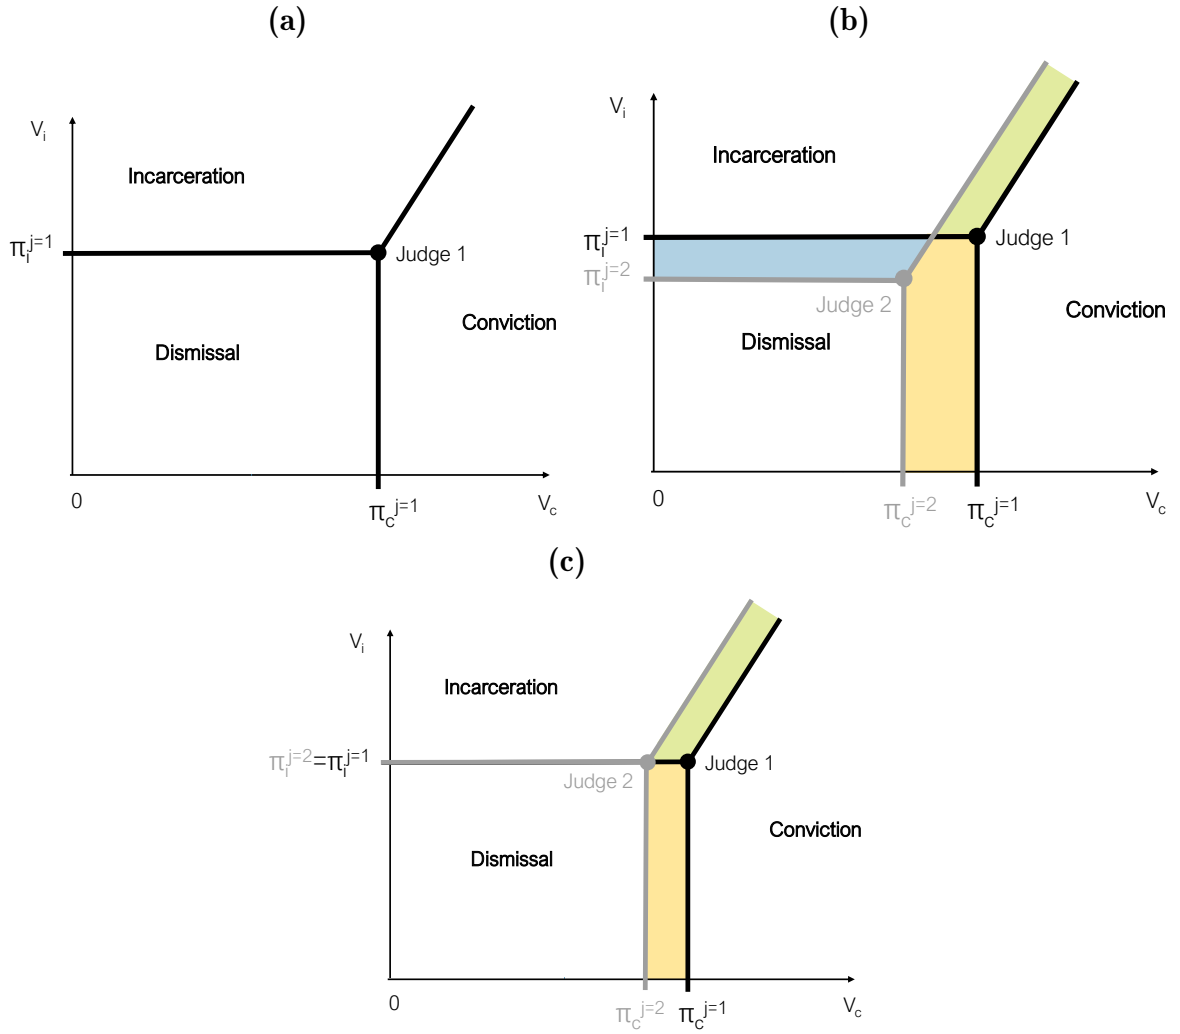 (a)
V_i
Incarceration
π_i^{j=1}
Judge 1
Conviction
Dismissal
0
π_c^{j=1}
V_c
(b)
V_i
Incarceration
π_i^{j=1}
Judge 1
π_i^{j=2}
Judge 2
Conviction
Dismissal
0
π_c^{j=2}
π_c^{j=1}
V_c
(c)
V_i
Incarceration
π_i^{j=2}=π_i^{j=1}
Judge 1
Judge 2
Conviction
Dismissal
0
π_c^{j=2}
π_c^{j=1}
V_c